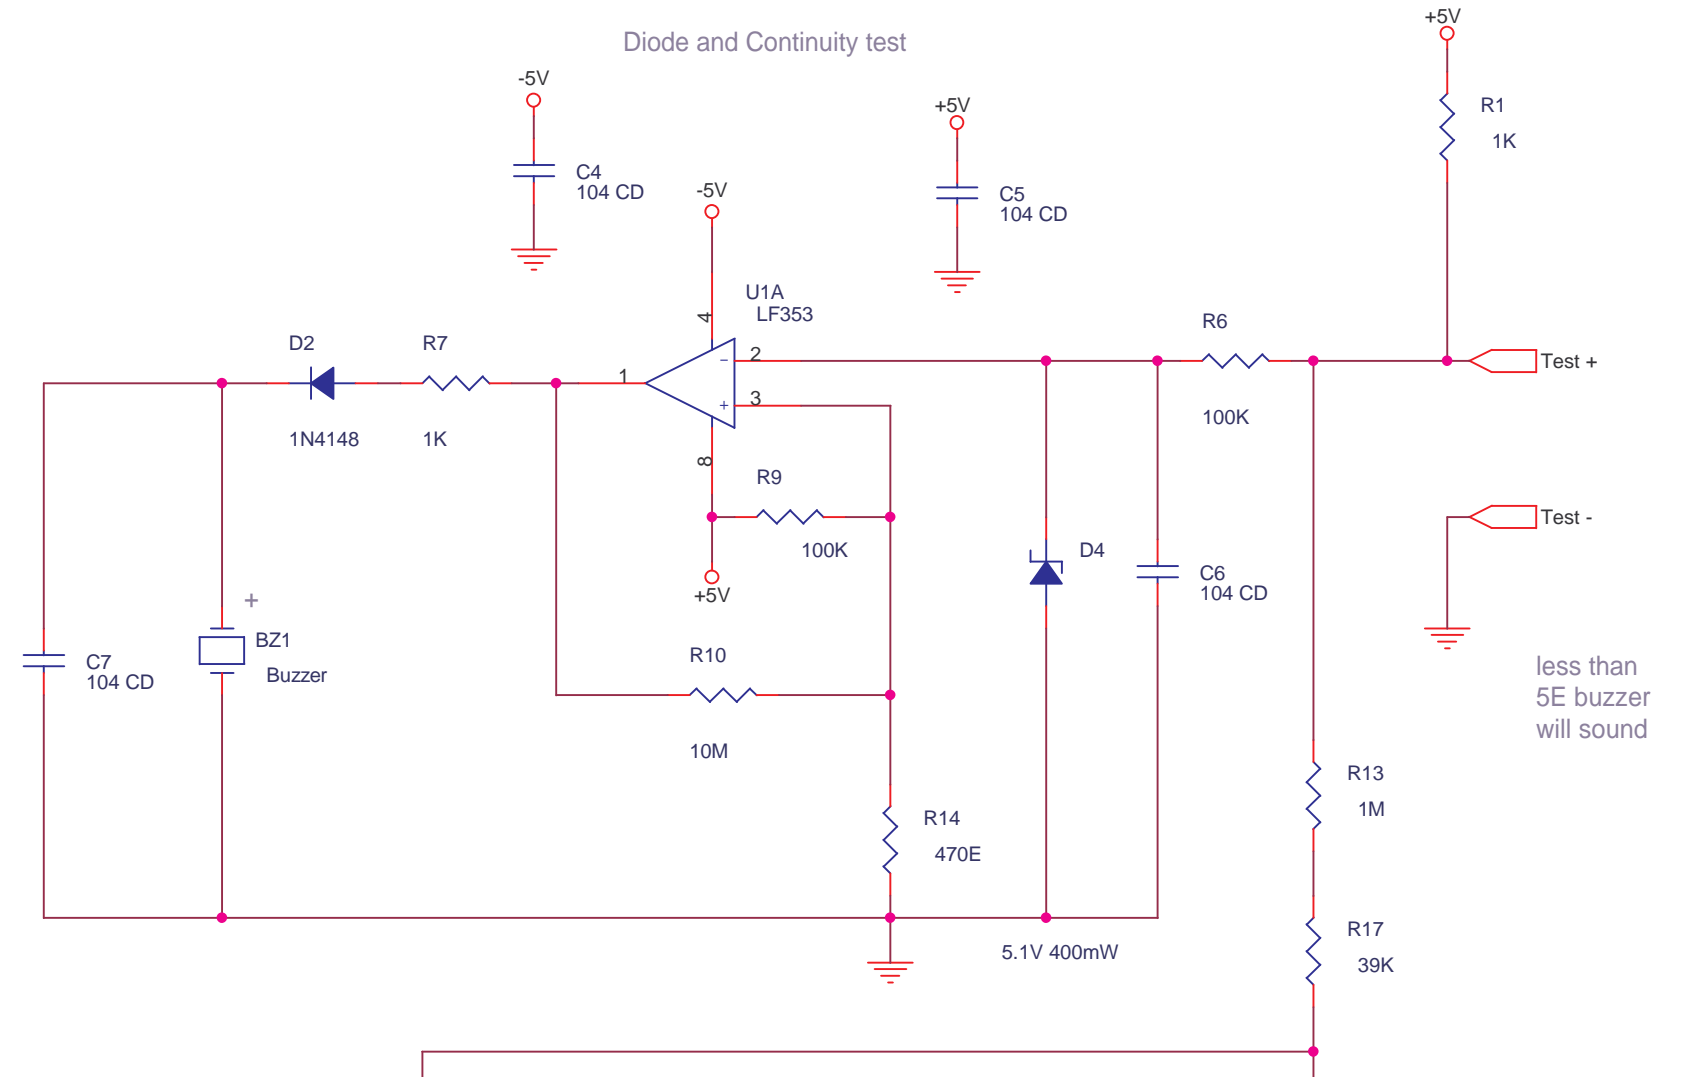 Diode and Continuity test
+5V
-5V
+5V
R1
1K
C4
104 CD
-5V
C5
104 CD
U1A
LF353
4
R6
D2
R7
2
Test +
1
3
1N4148
1K
100K
8
R9
Test -
100K
D4
C6
104 CD
+5V
+
BZ1
Buzzer
C7
104 CD
R10
less than
5E buzzer
will sound
10M
R13
1M
R14
470E
R17
39K
5.1V 400mW